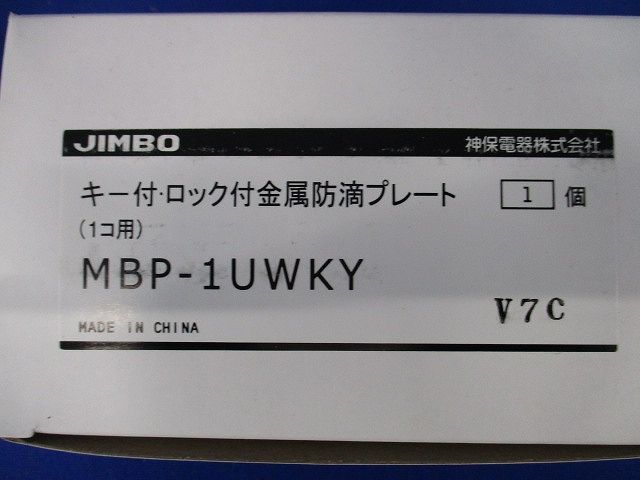 JIMBO 神保電器株式会社
キー付・ロック付金属防滴プレート 1 個
(1コ用)
MBP-1UWKY
V7C
MADE IN CHINA